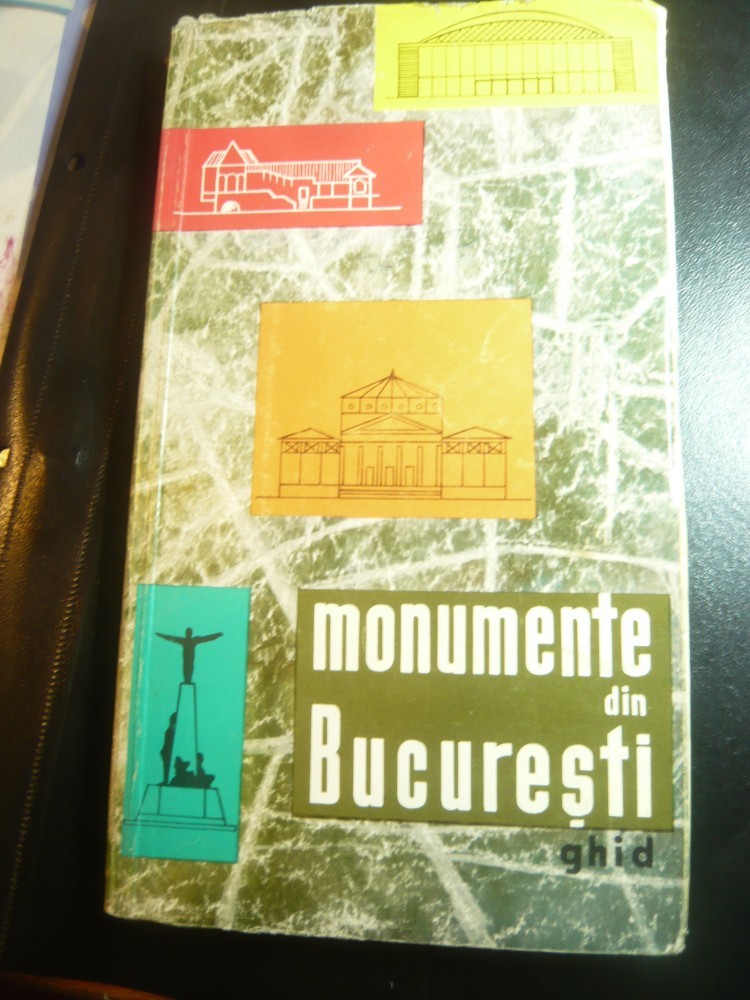 monumente
din
București
ghid